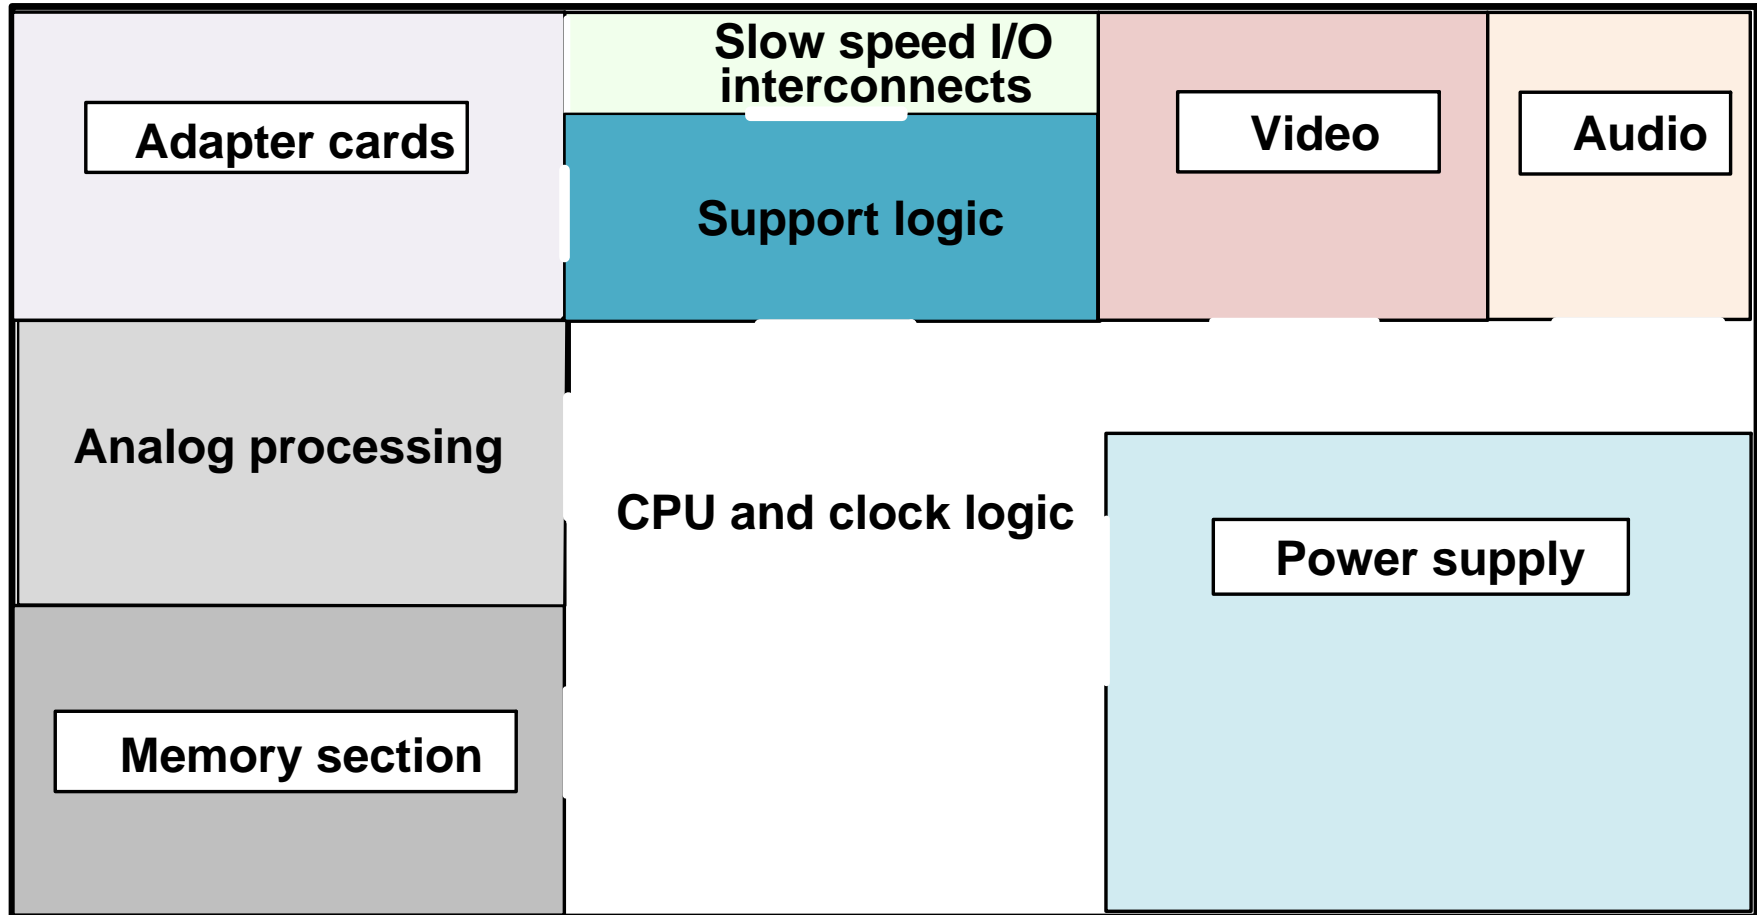 Slow speed I/O
interconnects
Adapter cards
Video
Audio
Support logic
Analog processing
CPU and clock logic
Power supply
Memory section